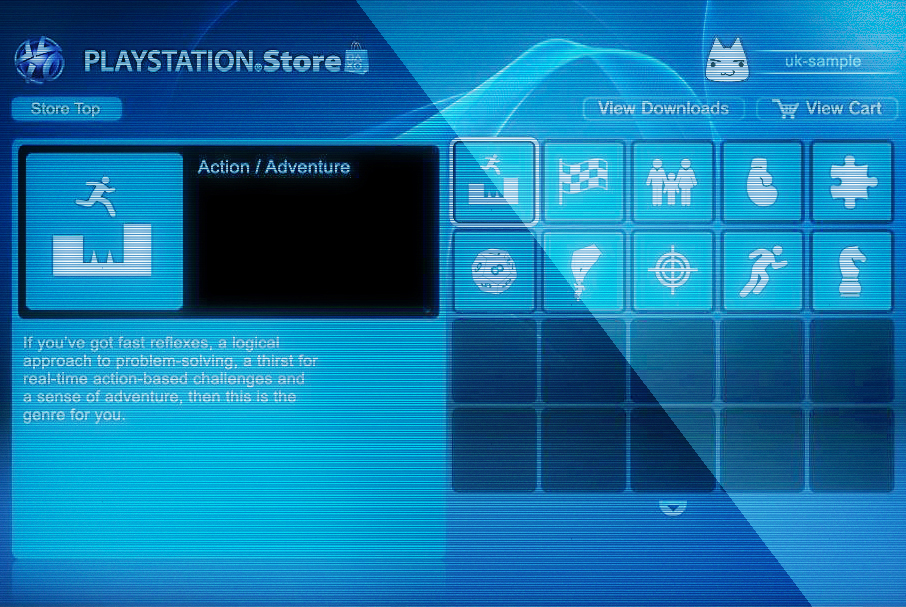 PLAYSTATION.Store
uk-sample
Store Top
View Downloads
View Cart
Action / Adventure
If you've got fast reflexes, a logical
approach to problem-solving, a thirst for
real-time action-based challenges and
a sense of adventure, then this is the
genre for you.